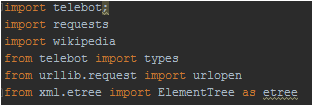 import telebot;
import requests
import wikipedia
from telebot import types
from urllib.request import urlopen
from xml.etree import ElementTree as etree